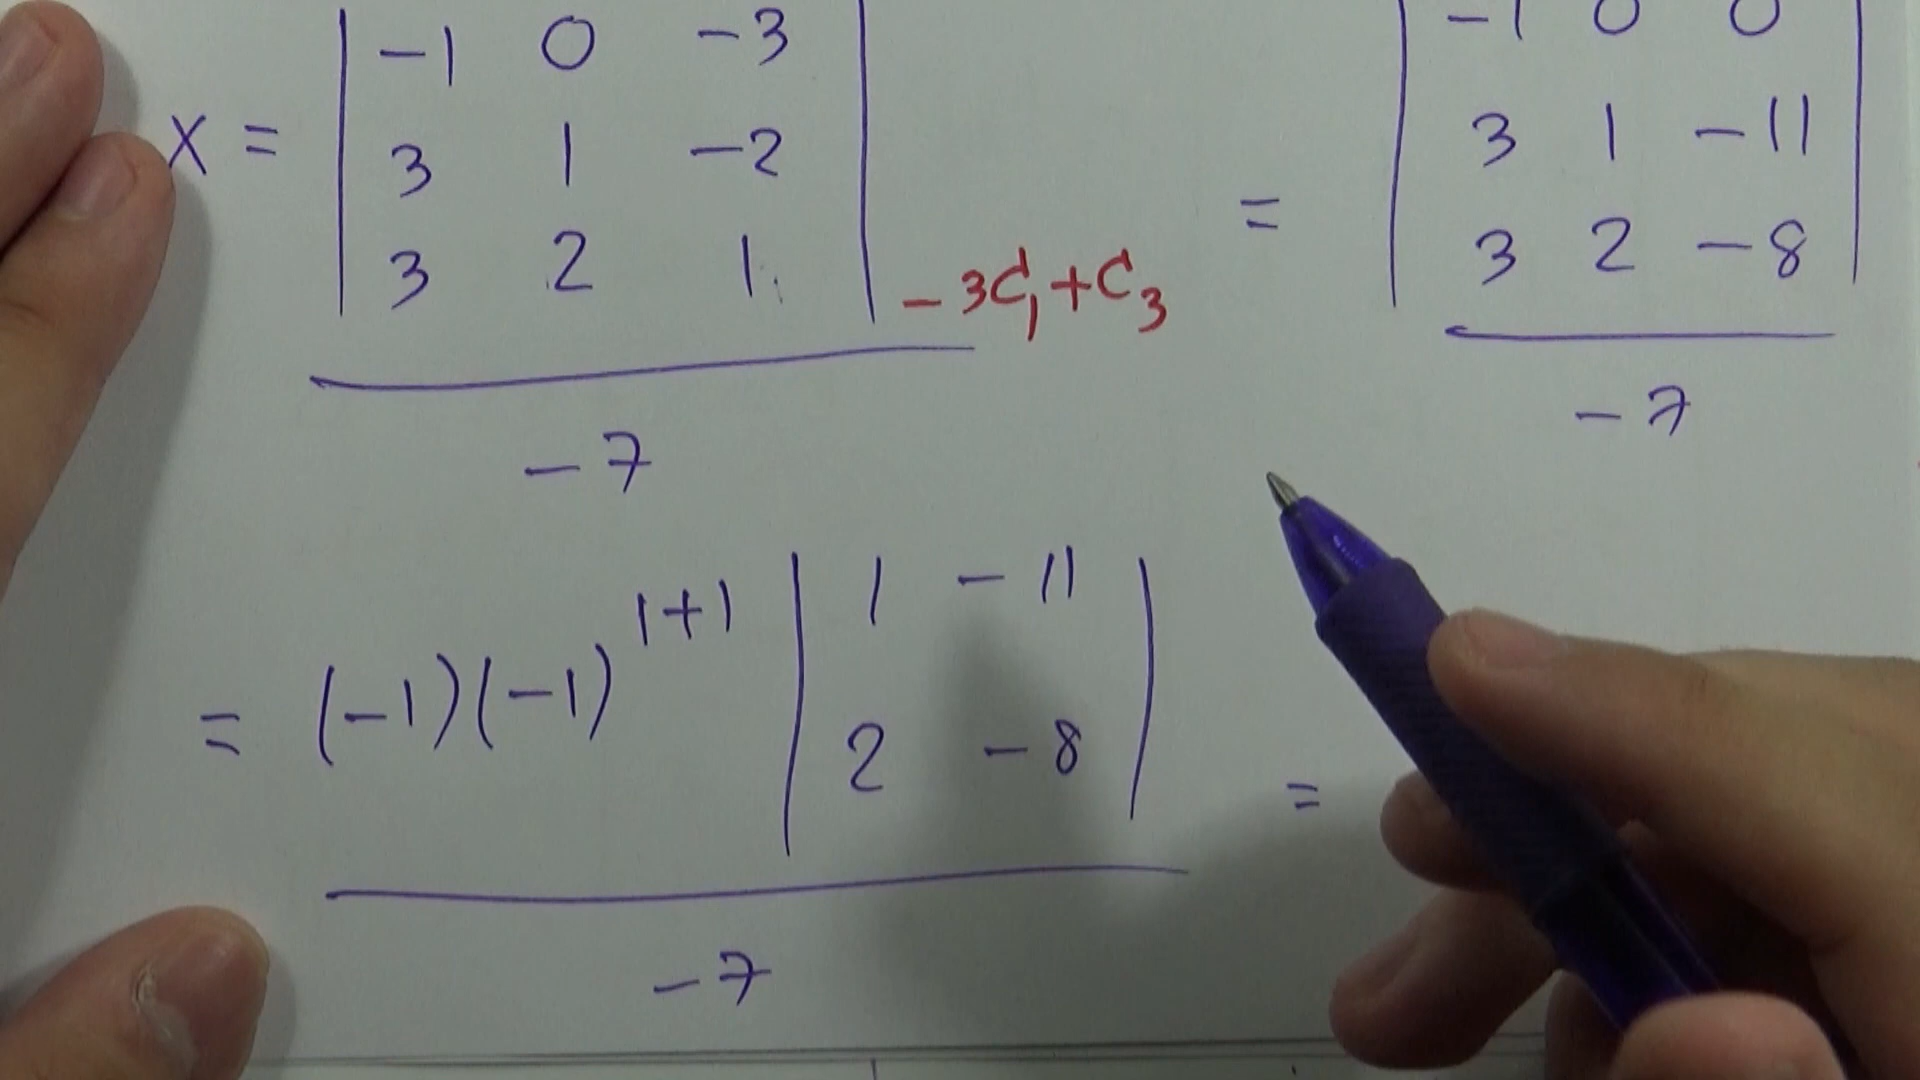 X = | -1 0 -3 |
| 3 1 -2 |
| 3 2 1 | -3C₁+C₃
-7
= | -1 0 0 |
| 3 1 -11 |
| 3 2 -8 |
-7
= (-1)(-1)¹⁺¹ | 1 -11 |
| 2 -8 |
-7
=